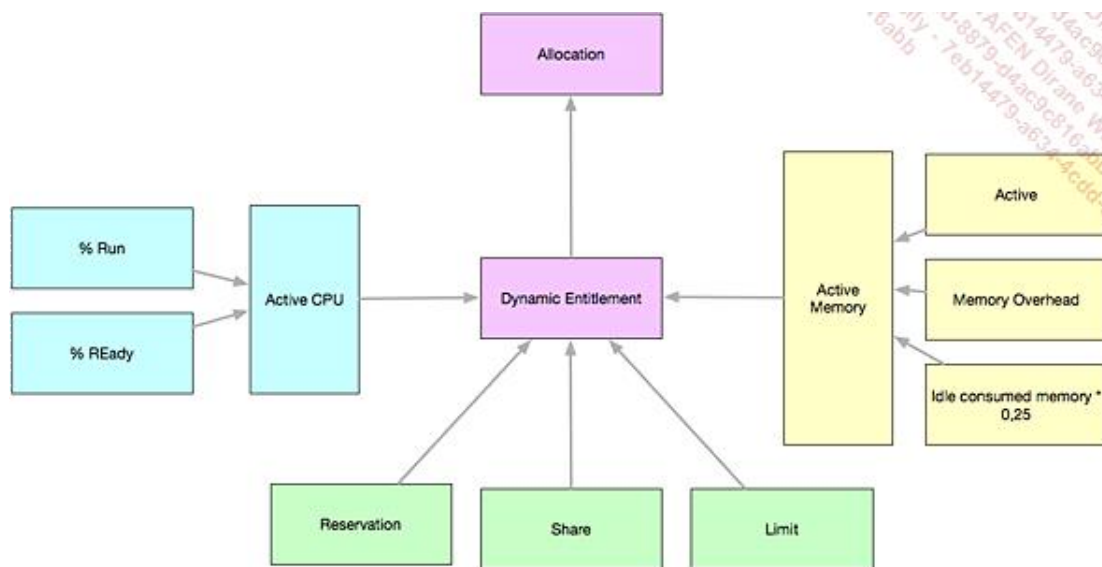 Allocation
% Run
% REady
Active CPU
Dynamic Entitlement
Active
Memory
Active
Memory Overhead
Idle consumed memory *
0,25
Reservation
Share
Limit